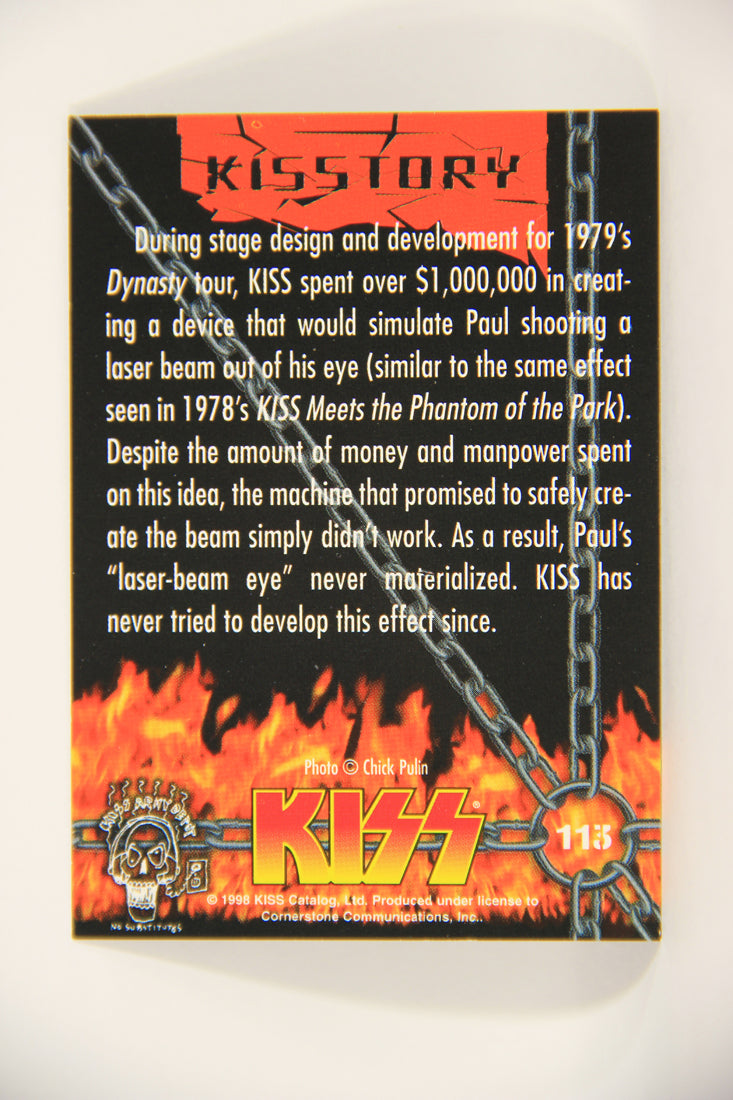 KISSTORY
During stage design and development for 1979's
Dynasty tour, KISS spent over $1,000,000 in creat-
ing a device that would simulate Paul shooting a
laser beam out of his eye (similar to the same effect
seen in 1978's KISS Meets the Phantom of the Park).
Despite the amount of money and manpower spent
on this idea, the machine that promised to safely cre-
ate the beam simply didn't work. As a result, Paul's
"laser-beam eye" never materialized. KISS has
never tried to develop this effect since.
Photo © Chick Pulin
KISS®
113
© 1998 KISS Catalog, Ltd. Produced under license to
Cornerstone Communications, Inc..
NO SUBSTITUTES